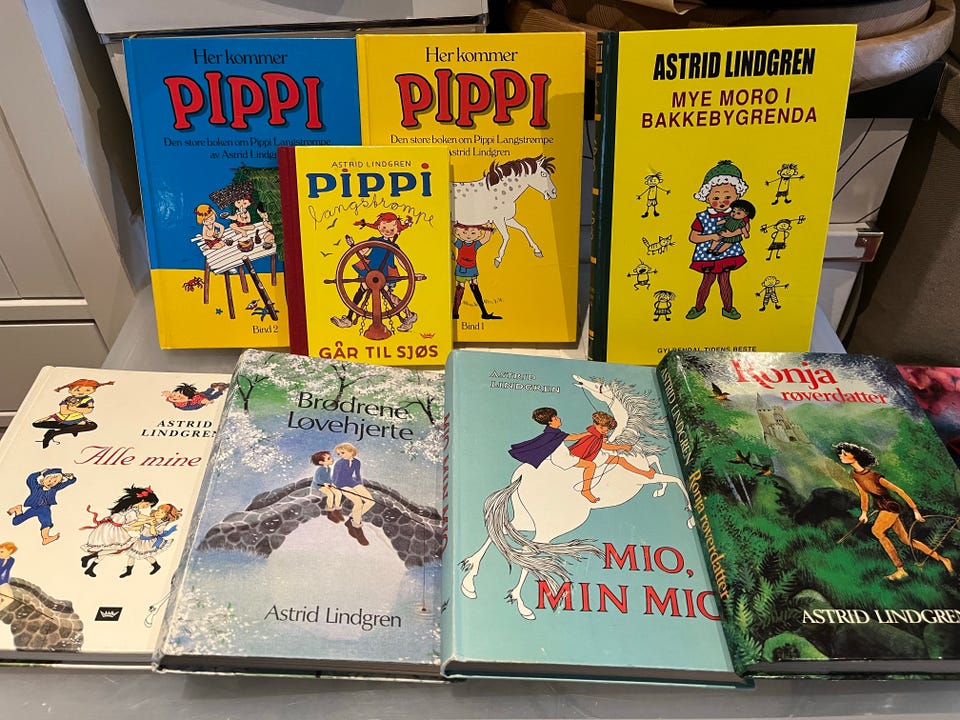 Her kommer
PIPPI
Den store boken om Pippi Langstrømpe
av Astrid Lindgr
Bind 2
Her kommer
PIPPI
Den store boken om Pippi Langstrømpe
Astrid Lindgren
Bind 1
ASTRID LINDGREN
PIPPI
langstrømpe
GÅR TIL SJØS
ASTRID LINDGREN
MYE MORO I
BAKKEBYGRENDA
GYLDENDAL TIDENS BESTE
ASTRID
LINDGREN
Alle mine
Brødrene
Løvehjerte
Astrid Lindgren
ASTRID
LINDGREN
MIO,
MIN MIO
Ronja
røverdatter
ASTRID LINDGREN
Ronja røverdatter